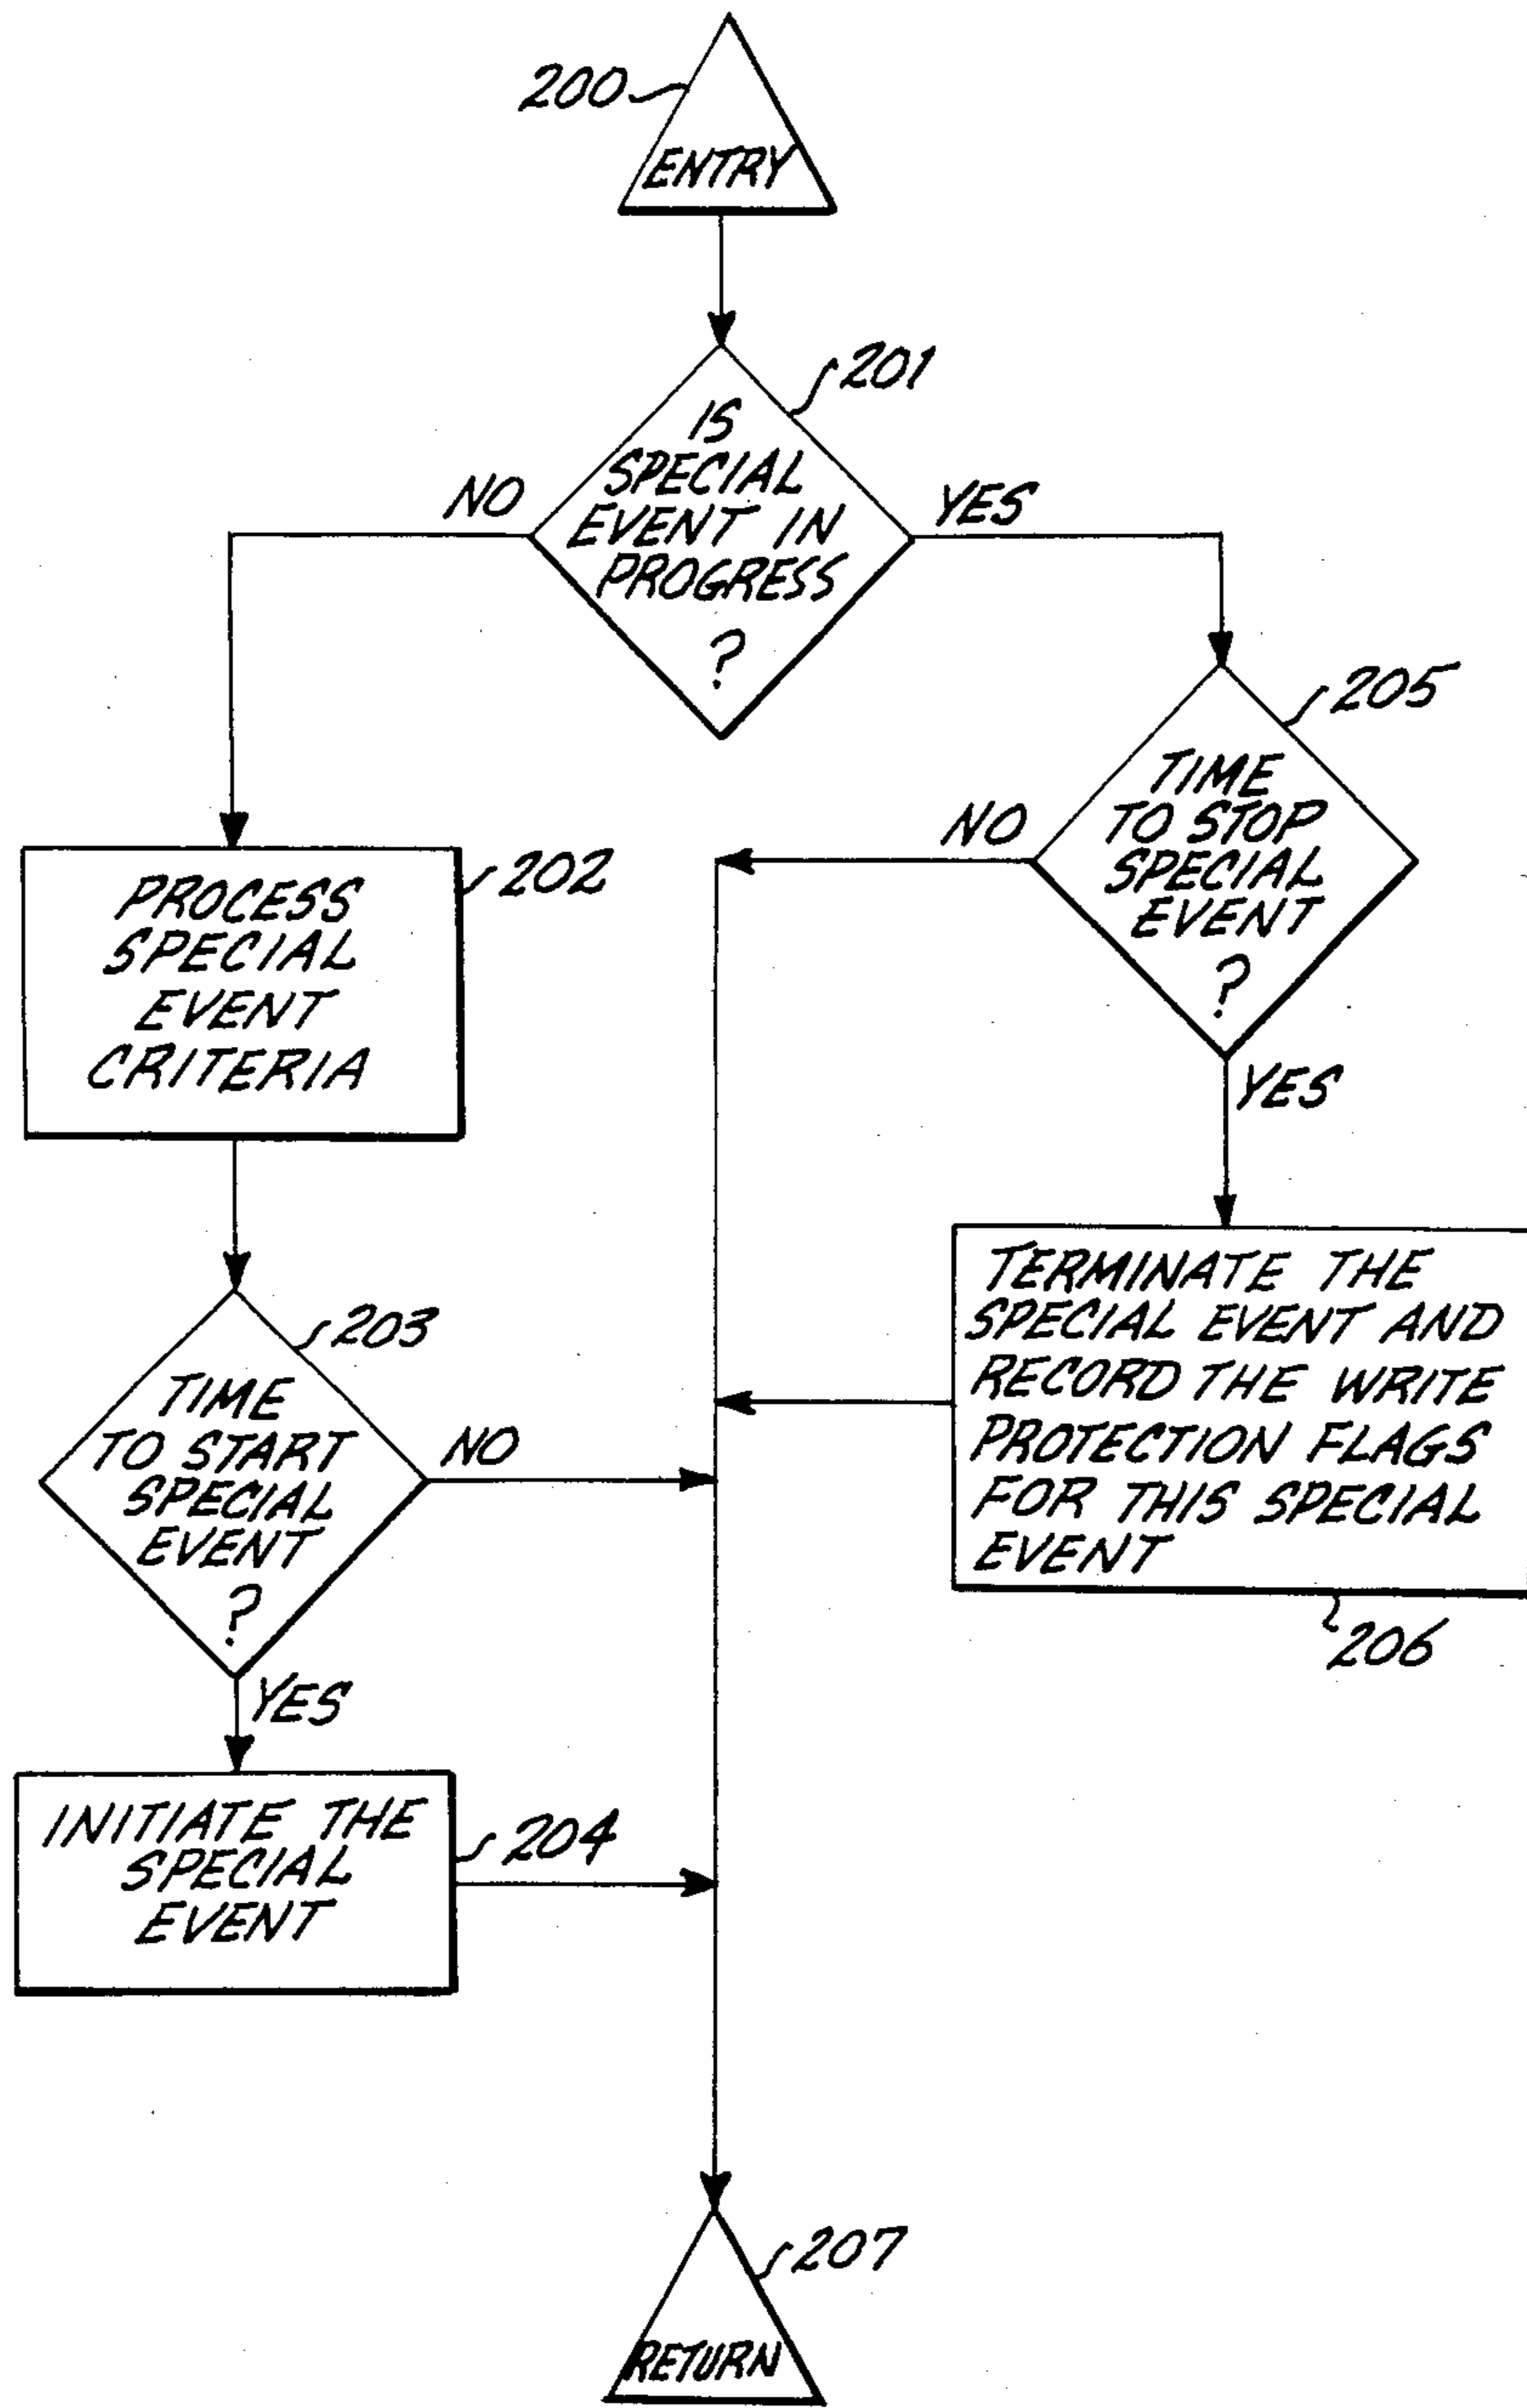 200
ENTRY
201
IS
SPECIAL
EVENT IN
PROGRESS
?
NO
YES
205
TIME
TO STOP
SPECIAL
EVENT
?
NO
YES
202
PROCESS
SPECIAL
EVENT
CRITERIA
203
TIME
TO START
SPECIAL
EVENT
?
NO
YES
TERMINATE THE
SPECIAL EVENT AND
RECORD THE WRITE
PROTECTION FLAGS
FOR THIS SPECIAL
EVENT
206
INITIATE THE
SPECIAL
EVENT
204
207
RETURN